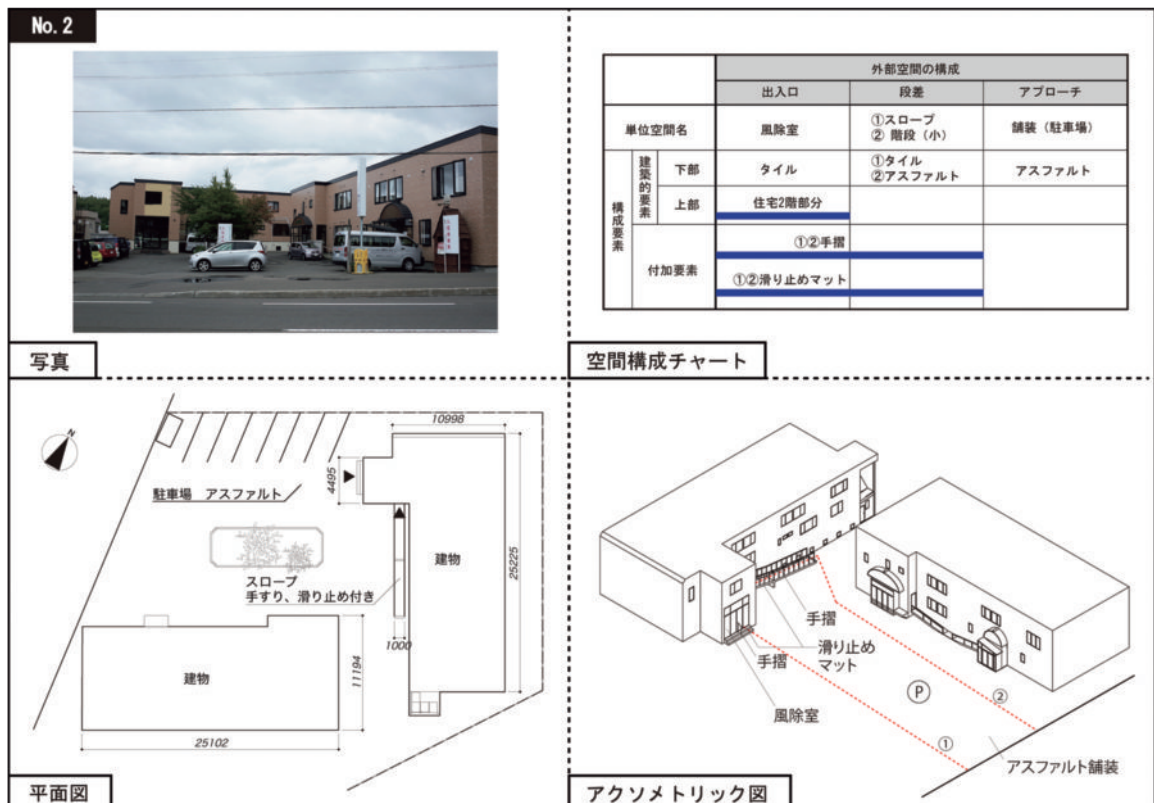 No. 2
写真
外部空間の構成
出入口 段差 アプローチ
単位空間名 風除室 ①スロープ ②階段（小） 舗装（駐車場）
構成要素 建築的要素 下部 タイル ①タイル ②アスファルト アスファルト
上部 住宅2階部分
付加要素 ①②手摺
①②滑り止めマット
空間構成チャート
N
10998
4495
駐車場 アスファルト
建物
25225
スロープ
手すり、滑り止め付き
1000
建物
11194
25102
平面図
手摺
滑り止め
マット
手摺
P
風除室
②
①
アスファルト舗装
アクソメトリック図